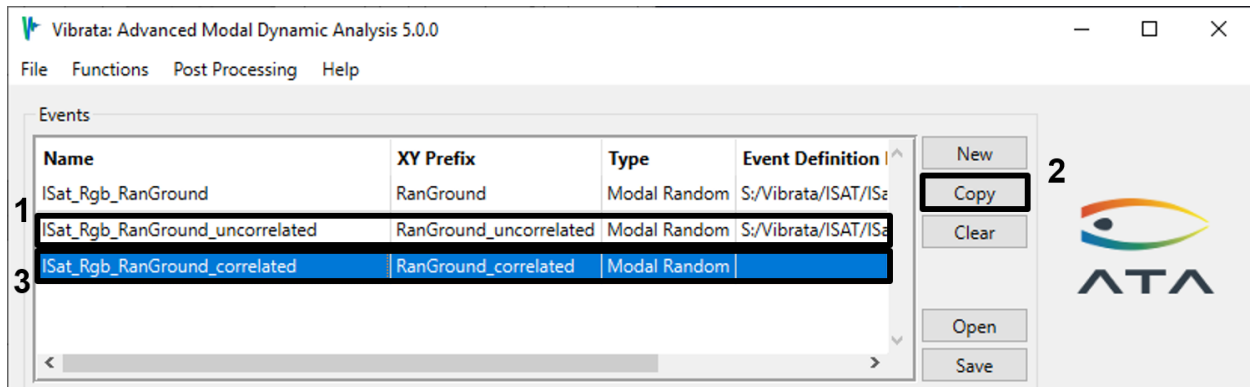 Vibrata: Advanced Modal Dynamic Analysis 5.0.0
File Functions Post Processing Help
Events
Name XY Prefix Type Event Definition
ISat_Rgb_RanGround RanGround Modal Random S:/Vibrata/ISAT/ISa
ISat_Rgb_RanGround_uncorrelated RanGround_uncorrelated Modal Random S:/Vibrata/ISAT/ISa
ISat_Rgb_RanGround_correlated RanGround_correlated Modal Random
1
3
New
Copy
2
Clear
Open
Save
ATA